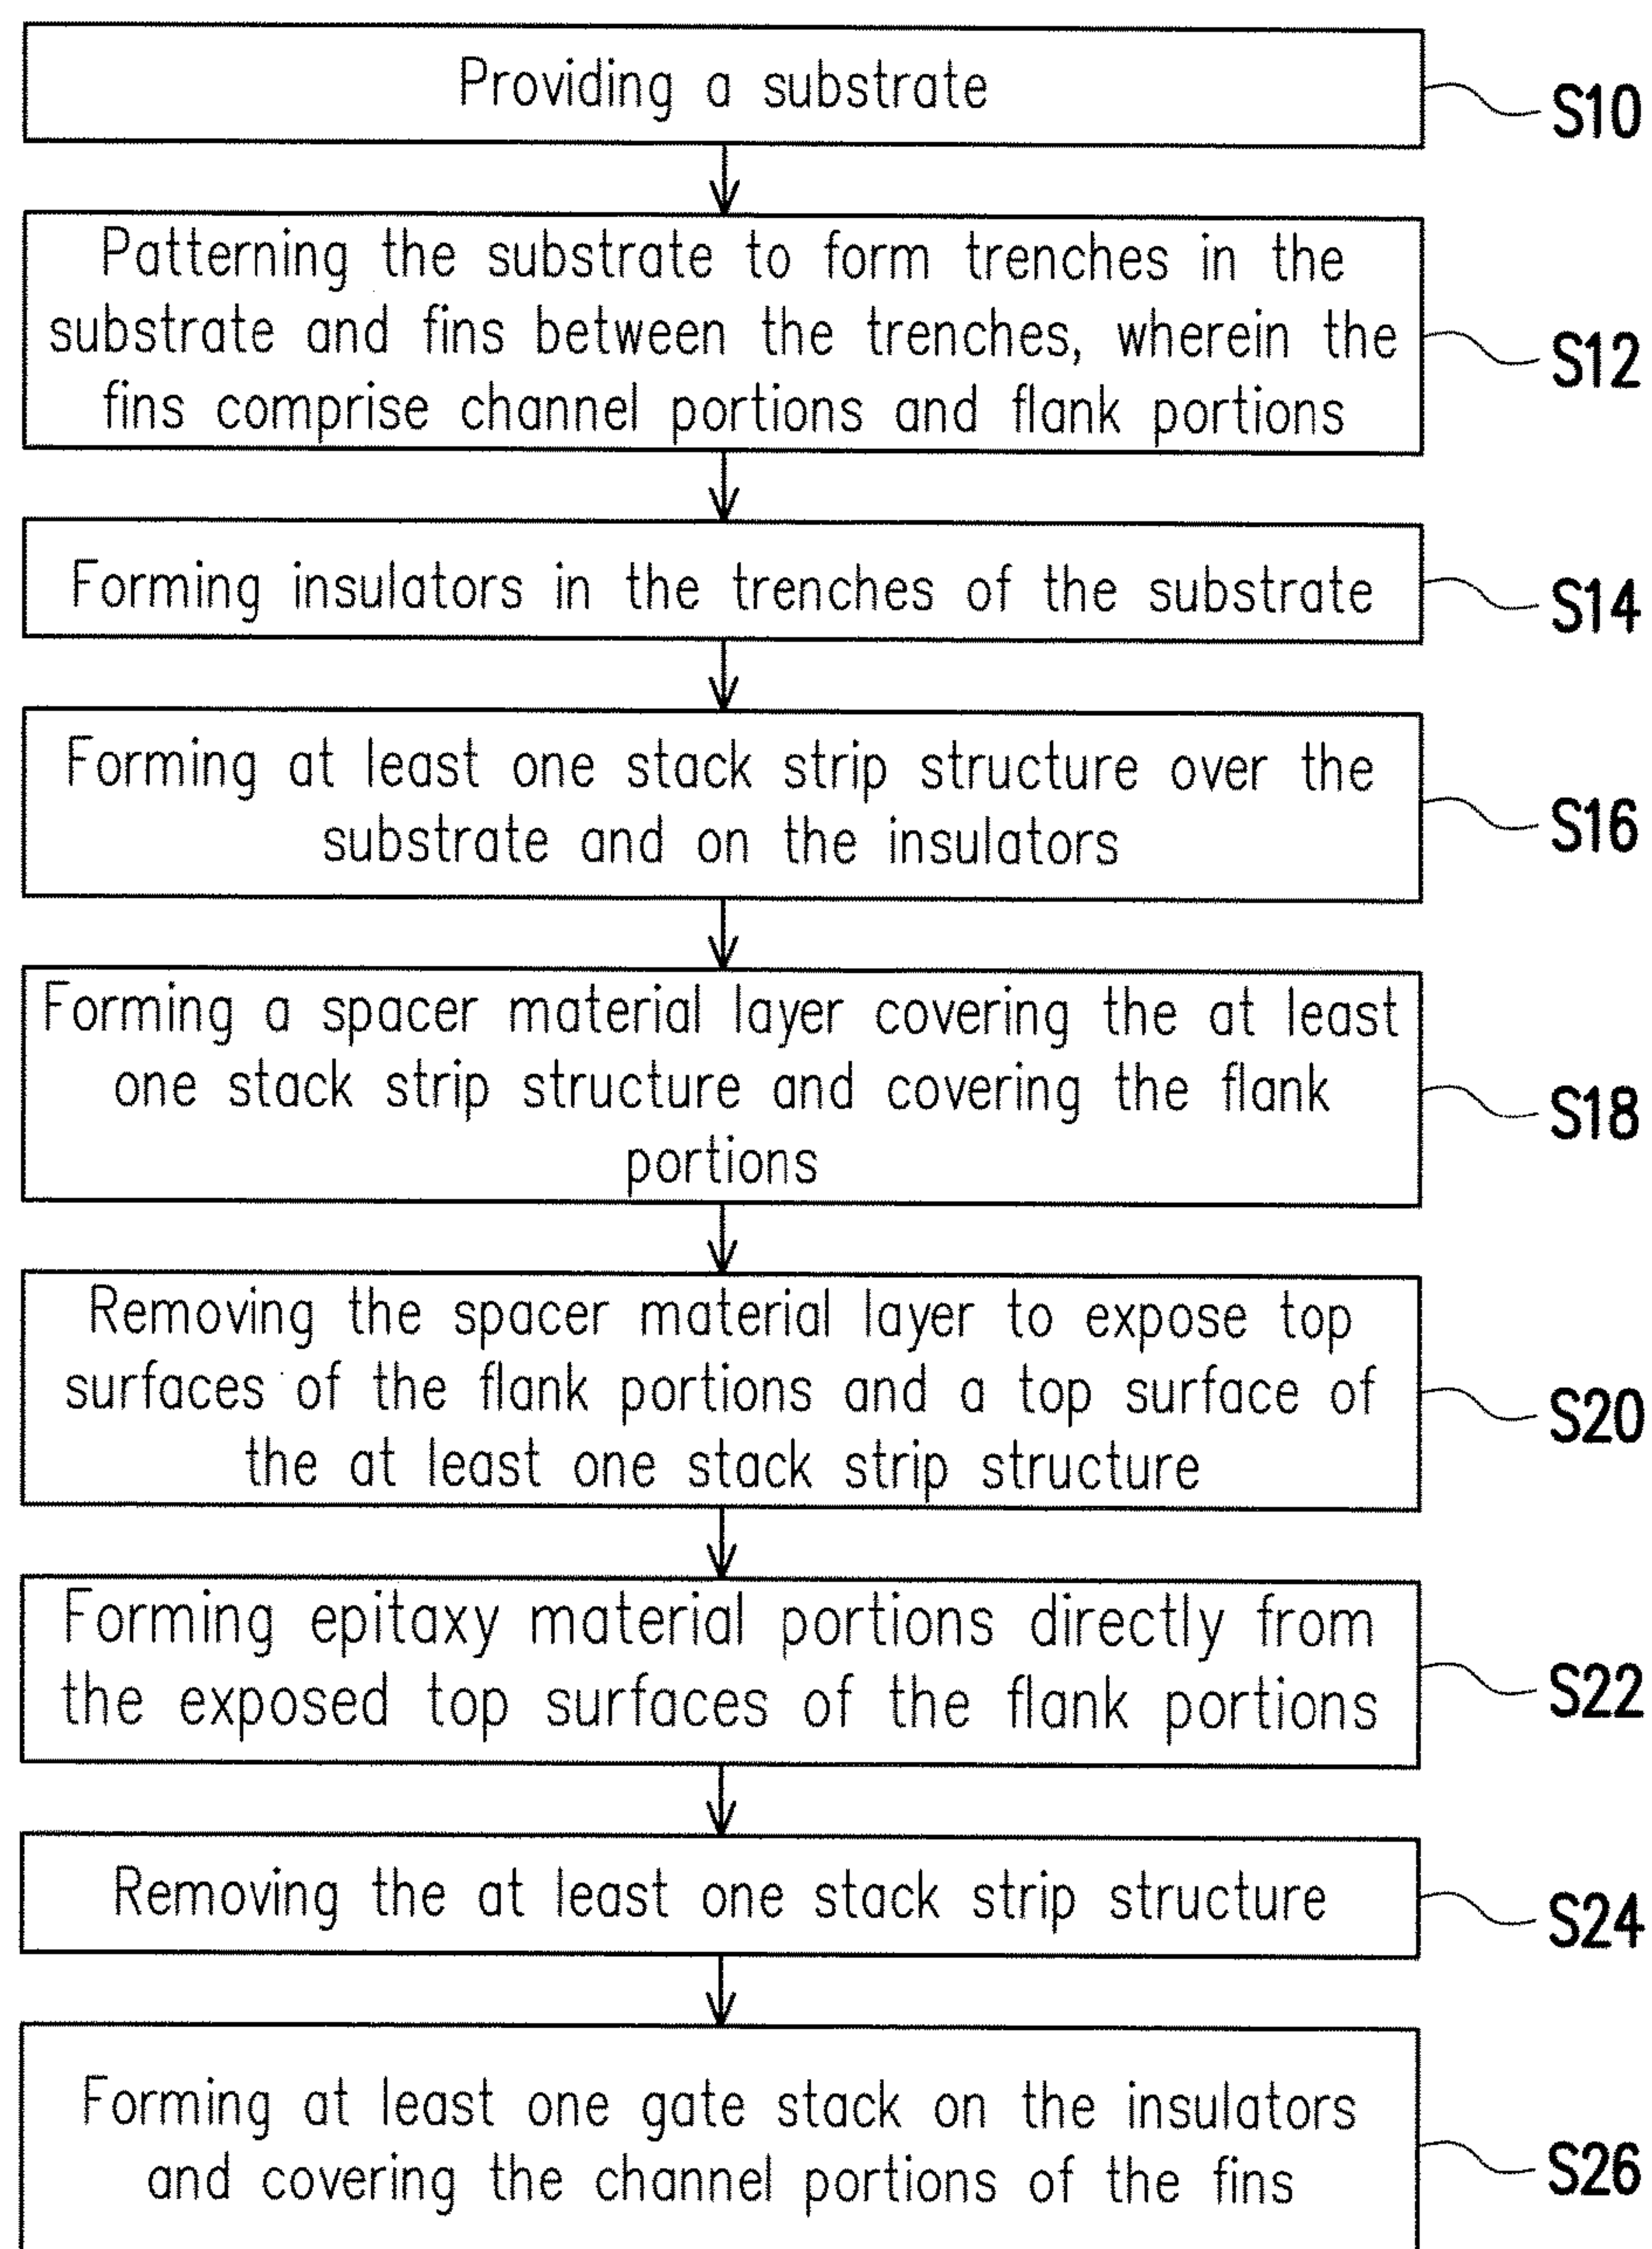 Providing a substrate
S10
Patterning the substrate to form trenches in the
substrate and fins between the trenches, wherein the
fins comprise channel portions and flank portions
S12
Forming insulators in the trenches of the substrate
S14
Forming at least one stack strip structure over the
substrate and on the insulators
S16
Forming a spacer material layer covering the at least
one stack strip structure and covering the flank
portions
S18
Removing the spacer material layer to expose top
surfaces of the flank portions and a top surface of
the at least one stack strip structure
S20
Forming epitaxy material portions directly from
the exposed top surfaces of the flank portions
S22
Removing the at least one stack strip structure
S24
Forming at least one gate stack on the insulators
and covering the channel portions of the fins
S26